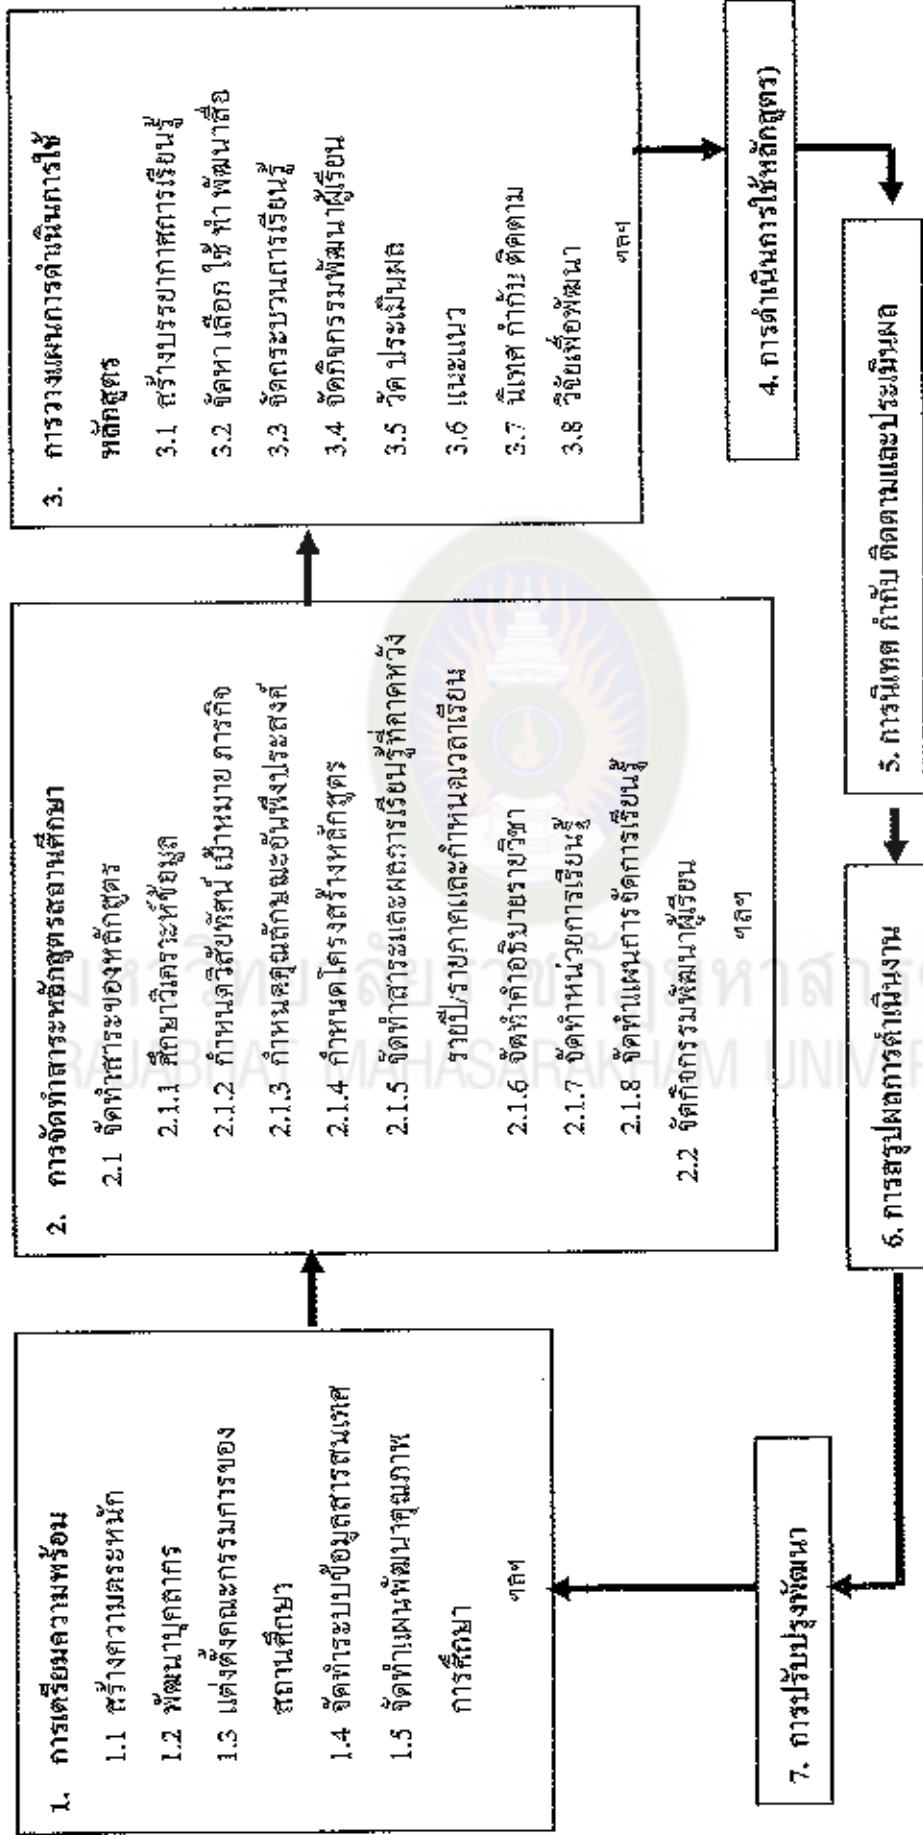 1. การเตรียมความพร้อม
1.1 สร้างความตระหนัก
1.2 พัฒนาบุคลากร
1.3 แต่งตั้งคณะกรรมการของ
สถานศึกษา
1.4 จัดทำระบบข้อมูลสารสนเทศ
1.5 จัดทำแผนพัฒนาคุณภาพ
การศึกษา
ฯลฯ
2. การจัดทำสาระหลักสูตรสถานศึกษา
2.1 จัดทำสาระของหลักสูตร
2.1.1 ศึกษาวิเคราะห์ข้อมูล
2.1.2 กำหนดวิสัยทัศน์ เป้าหมาย ภารกิจ
2.1.3 กำหนดคุณลักษณะอันพึงประสงค์
2.1.4 กำหนดโครงสร้างหลักสูตร
2.1.5 จัดทำสาระและผลการเรียนรู้ที่คาดหวัง
รายปี/รายภาคและกำหนดเวลาเรียน
2.1.6 จัดทำคำอธิบายรายวิชา
2.1.7 จัดทำหน่วยการเรียนรู้
2.1.8 จัดทำแผนการจัดการเรียนรู้
2.2 จัดกิจกรรมพัฒนาผู้เรียน
ฯลฯ
3. การวางแผนการดำเนินการใช้
หลักสูตร
3.1 สร้างบรรยากาศการเรียนรู้
3.2 จัดหา เลือก ใช้ ทำ พัฒนาสื่อ
3.3 จัดกระบวนการเรียนรู้
3.4 จัดกิจกรรมพัฒนาผู้เรียน
3.5 วัด ประเมินผล
3.6 แนะแนว
3.7 นิเทศ กำกับ ติดตาม
3.8 วิจัยเพื่อพัฒนา
ฯลฯ
4. การดำเนินการใช้หลักสูตร)
5. การนิเทศ กำกับ ติดตามและประเมินผล
6. การสรุปผลการดำเนินงาน
7. การปรับปรุงพัฒนา
มหาวิทยาลัยราชภัฏมหาสาร
RAJABHAT MAHASARAKHAM UNIVER